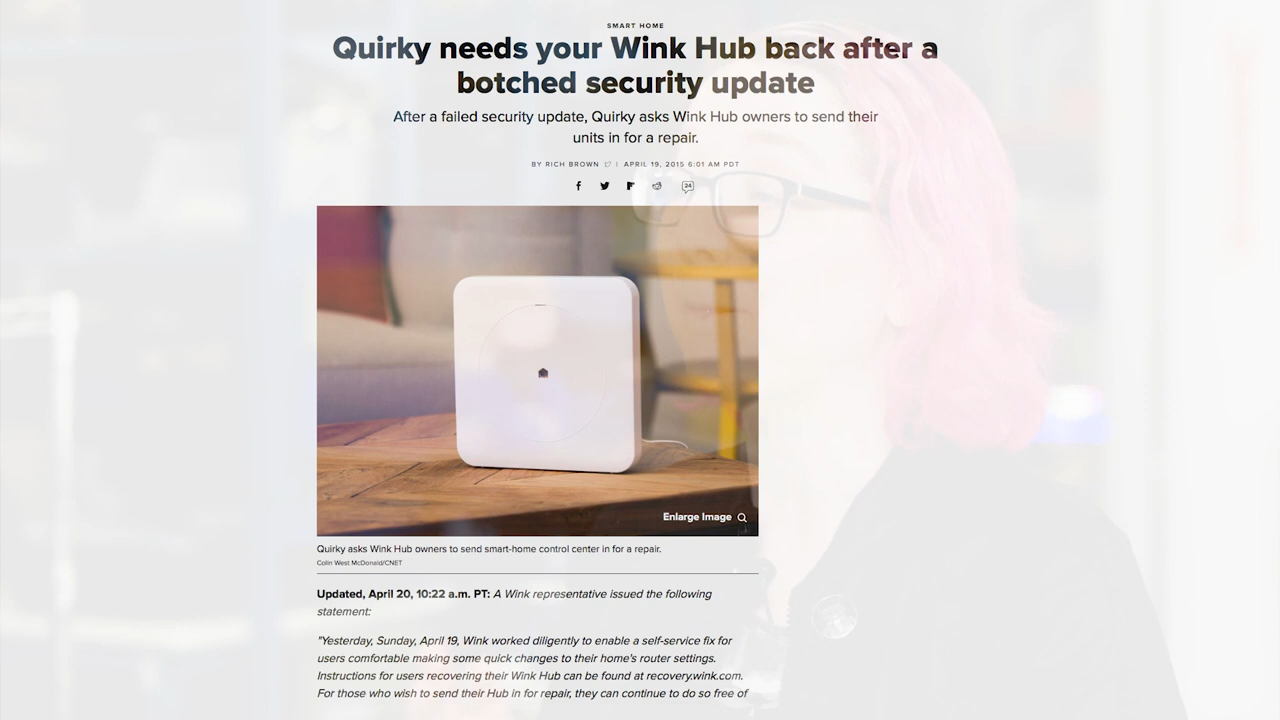 SMART HOME
Quirky needs your Wink Hub back after a
botched security update
After a failed security update, Quirky asks Wink Hub owners to send their
units in for a repair.
BY RICH BROWN | APRIL 19, 2015 6:01 AM PDT
24
Enlarge Image
Quirky asks Wink Hub owners to send smart-home control center in for a repair.
Colin West McDonald/CNET
Updated, April 20, 10:22 a.m. PT: A Wink representative issued the following
statement:
"Yesterday, Sunday, April 19, Wink worked diligently to enable a self-service fix for
users comfortable making some quick changes to their home's router settings.
Instructions for users recovering their Wink Hub can be found at recovery.wink.com.
For those who wish to send their Hub in for repair, they can continue to do so free of